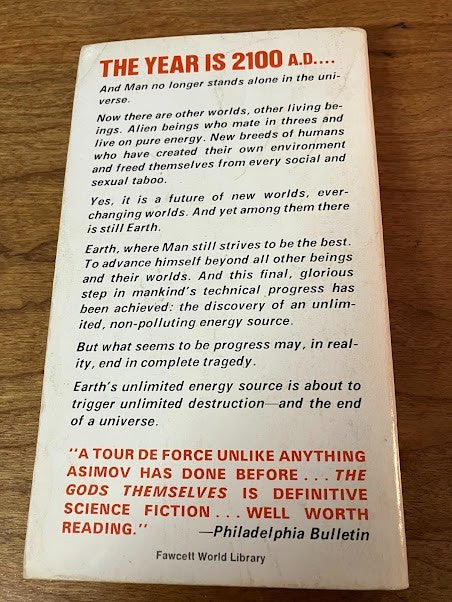 THE YEAR IS 2100 A.D....
And Man no longer stands alone in the uni-
verse.
Now there are other worlds, other living be-
ings. Alien beings who mate in threes and
live on pure energy. New breeds of humans
who have created their own environment
and freed themselves from every social and
sexual taboo.
Yes, it is a future of new worlds, ever-
changing worlds. And yet among them there
is still Earth.
Earth, where Man still strives to be the best.
To advance himself beyond all other beings
and their worlds. And this final, glorious
step in mankind's technical progress has
been achieved: the discovery of an unlim-
ited, non-polluting energy source.
But what seems to be progress may, in real-
ity, end in complete tragedy.
Earth's unlimited energy source is about to
trigger unlimited destruction—and the end
of a universe.
"A TOUR DE FORCE UNLIKE ANYTHING
ASIMOV HAS DONE BEFORE ... THE
GODS THEMSELVES IS DEFINITIVE
SCIENCE FICTION ... WELL WORTH
READING."
—Philadelphia Bulletin
Fawcett World Library